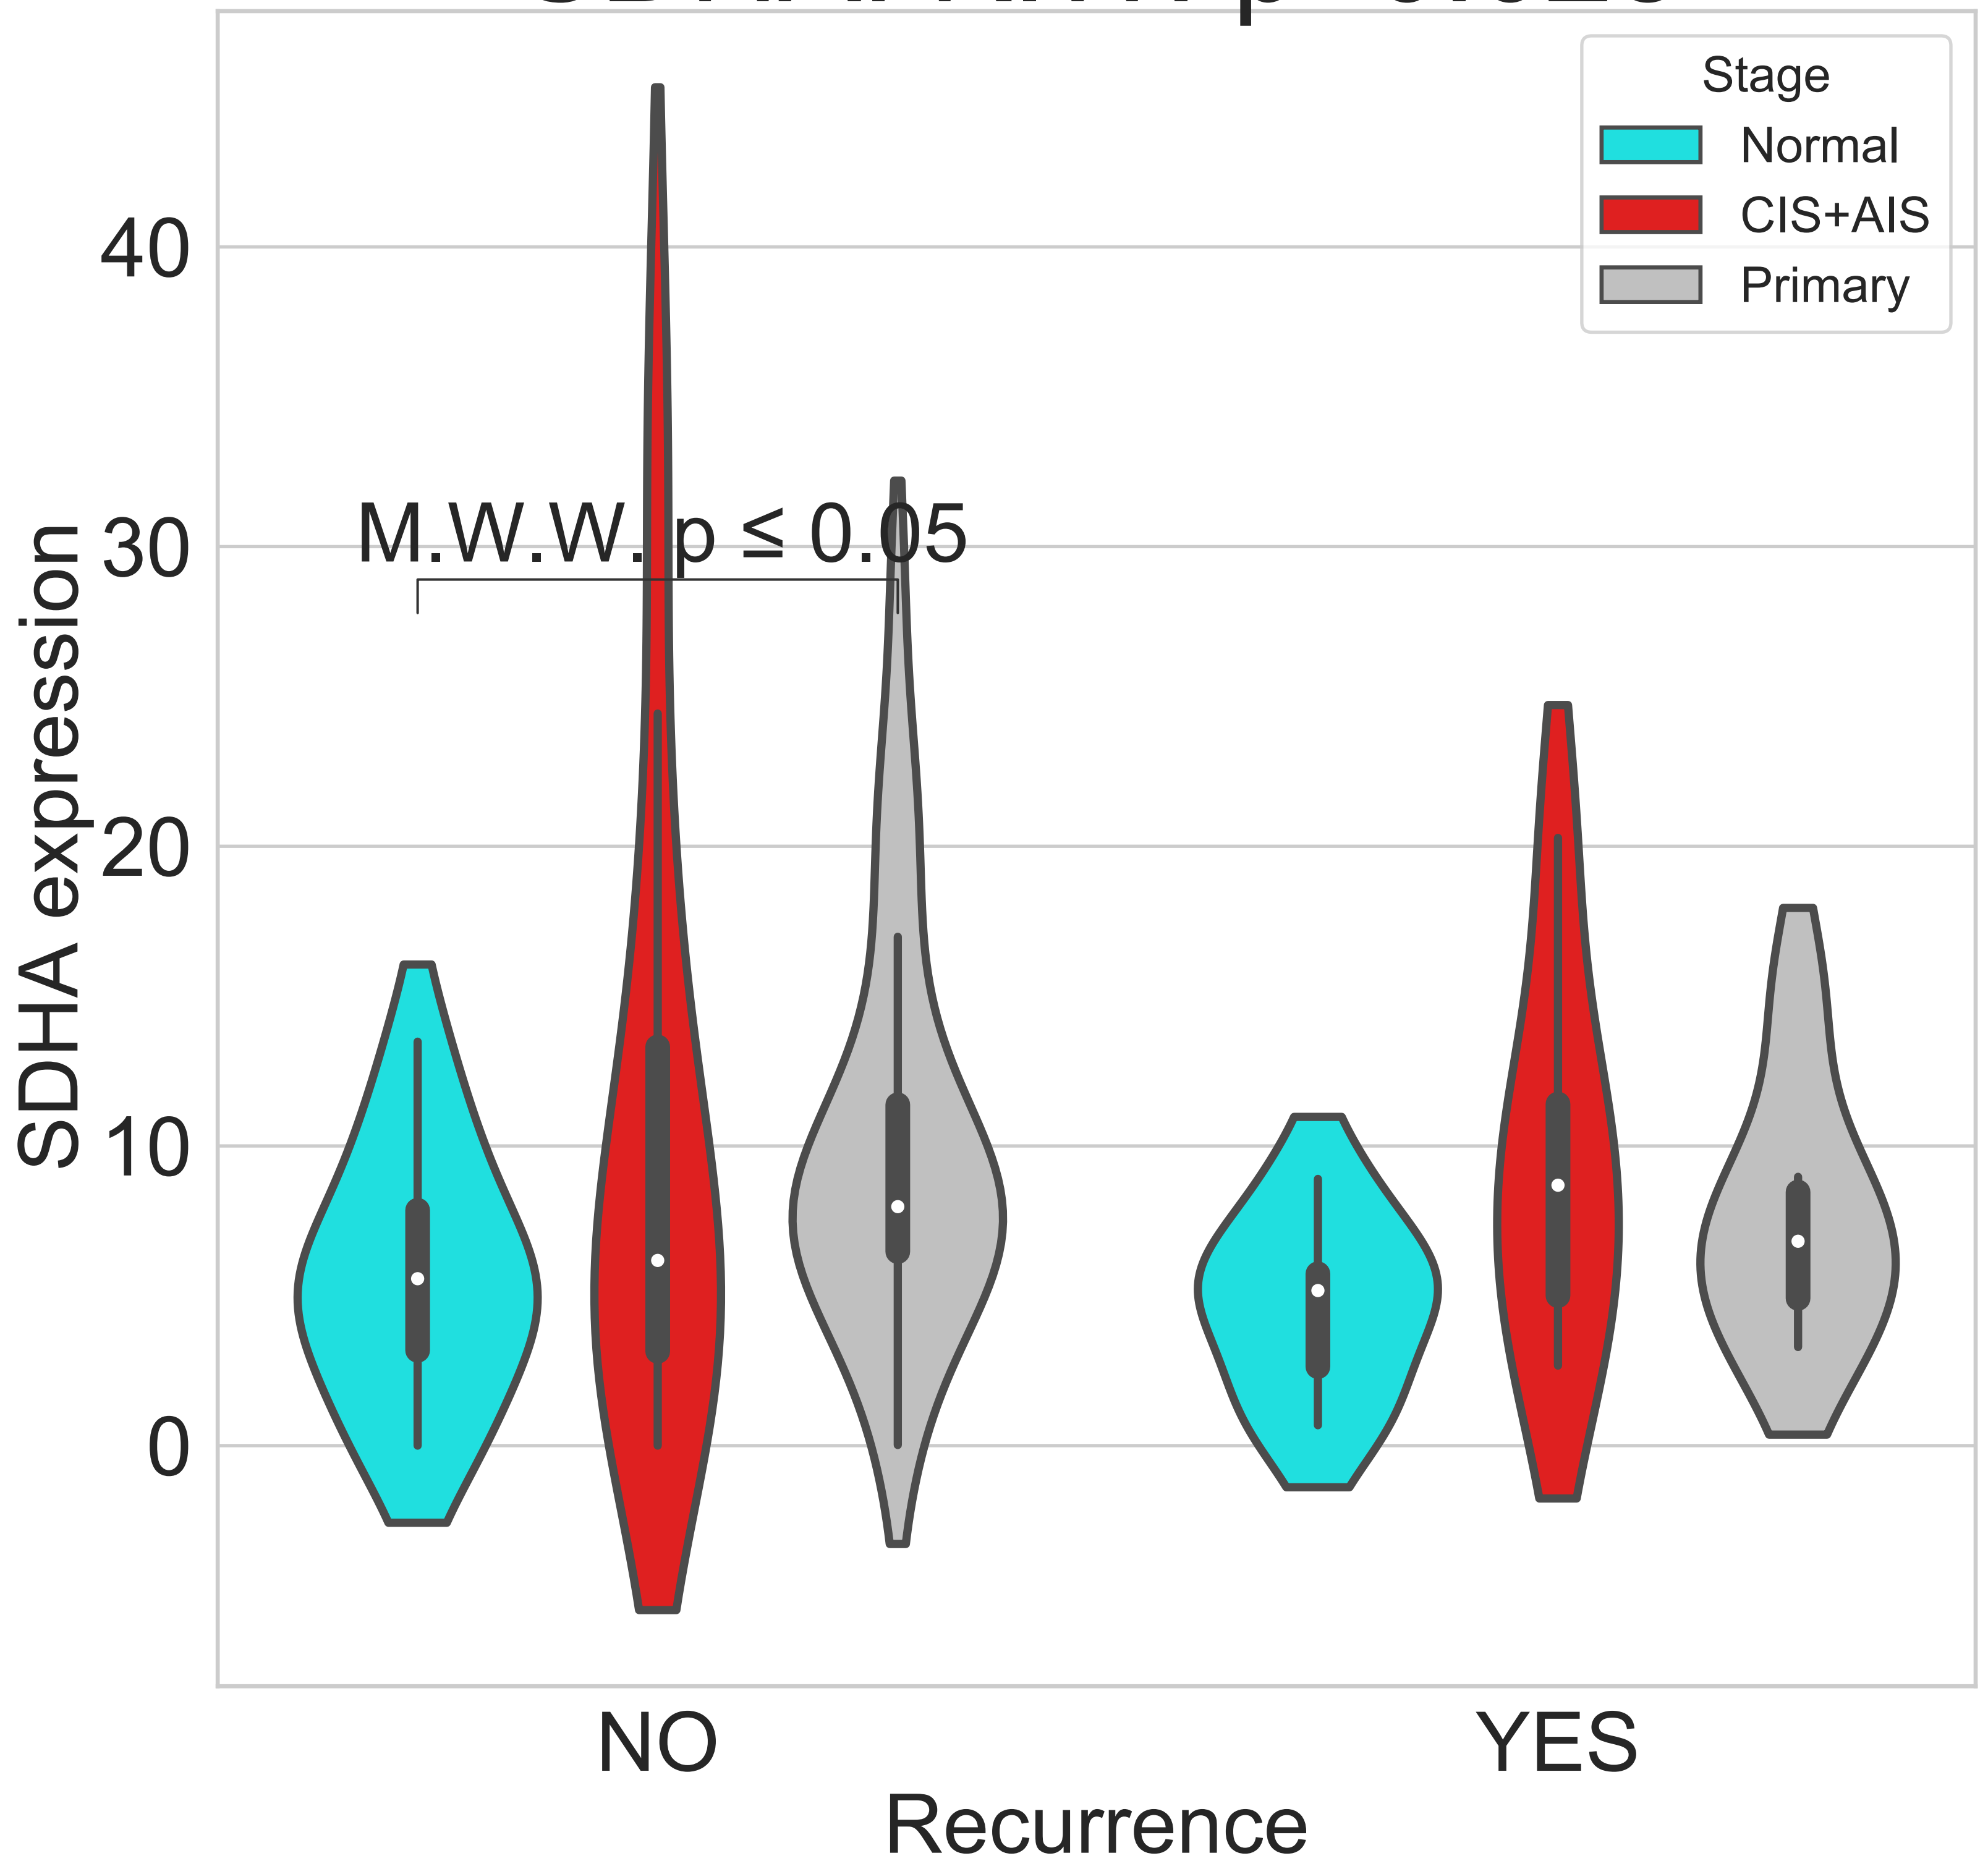 Stage
Normal
CIS+AIS
Primary
40
30
20
10
0
SDHA expression
M.W.W. p ≤ 0.05
NO
YES
Recurrence